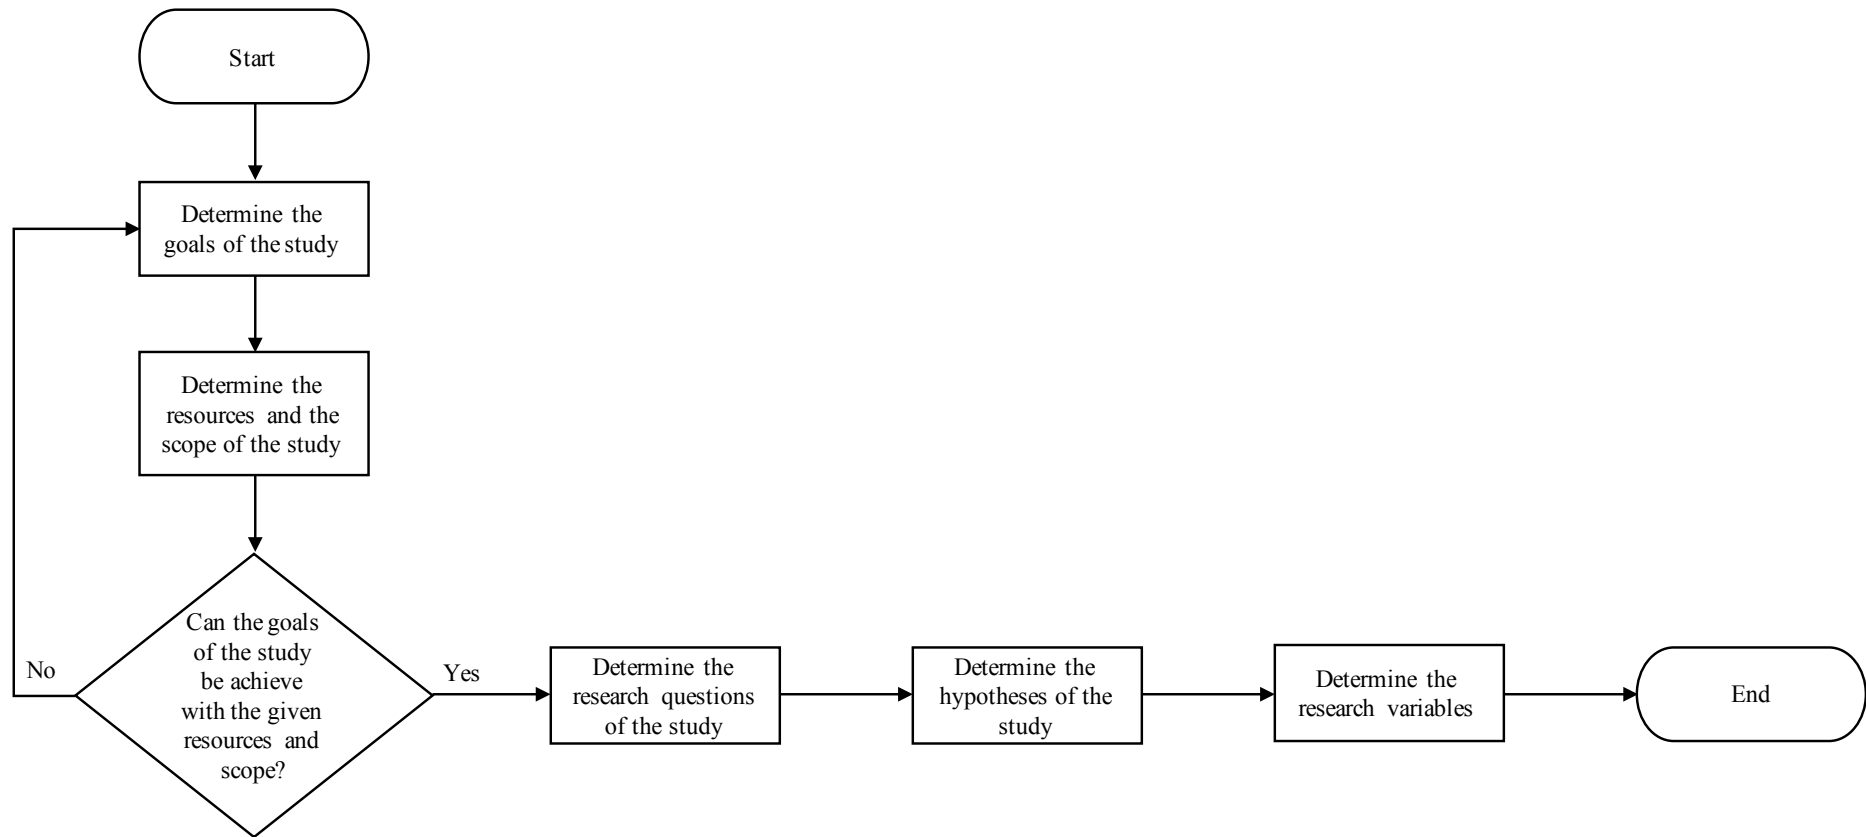 Start
Determine the
goals of the study
Determine the
resources and the
scope of the study
Can the goals
of the study
be achieve
with the given
resources and
scope?
No
Yes
Determine the
research questions
of the study
Determine the
hypotheses of the
study
Determine the
research variables
End